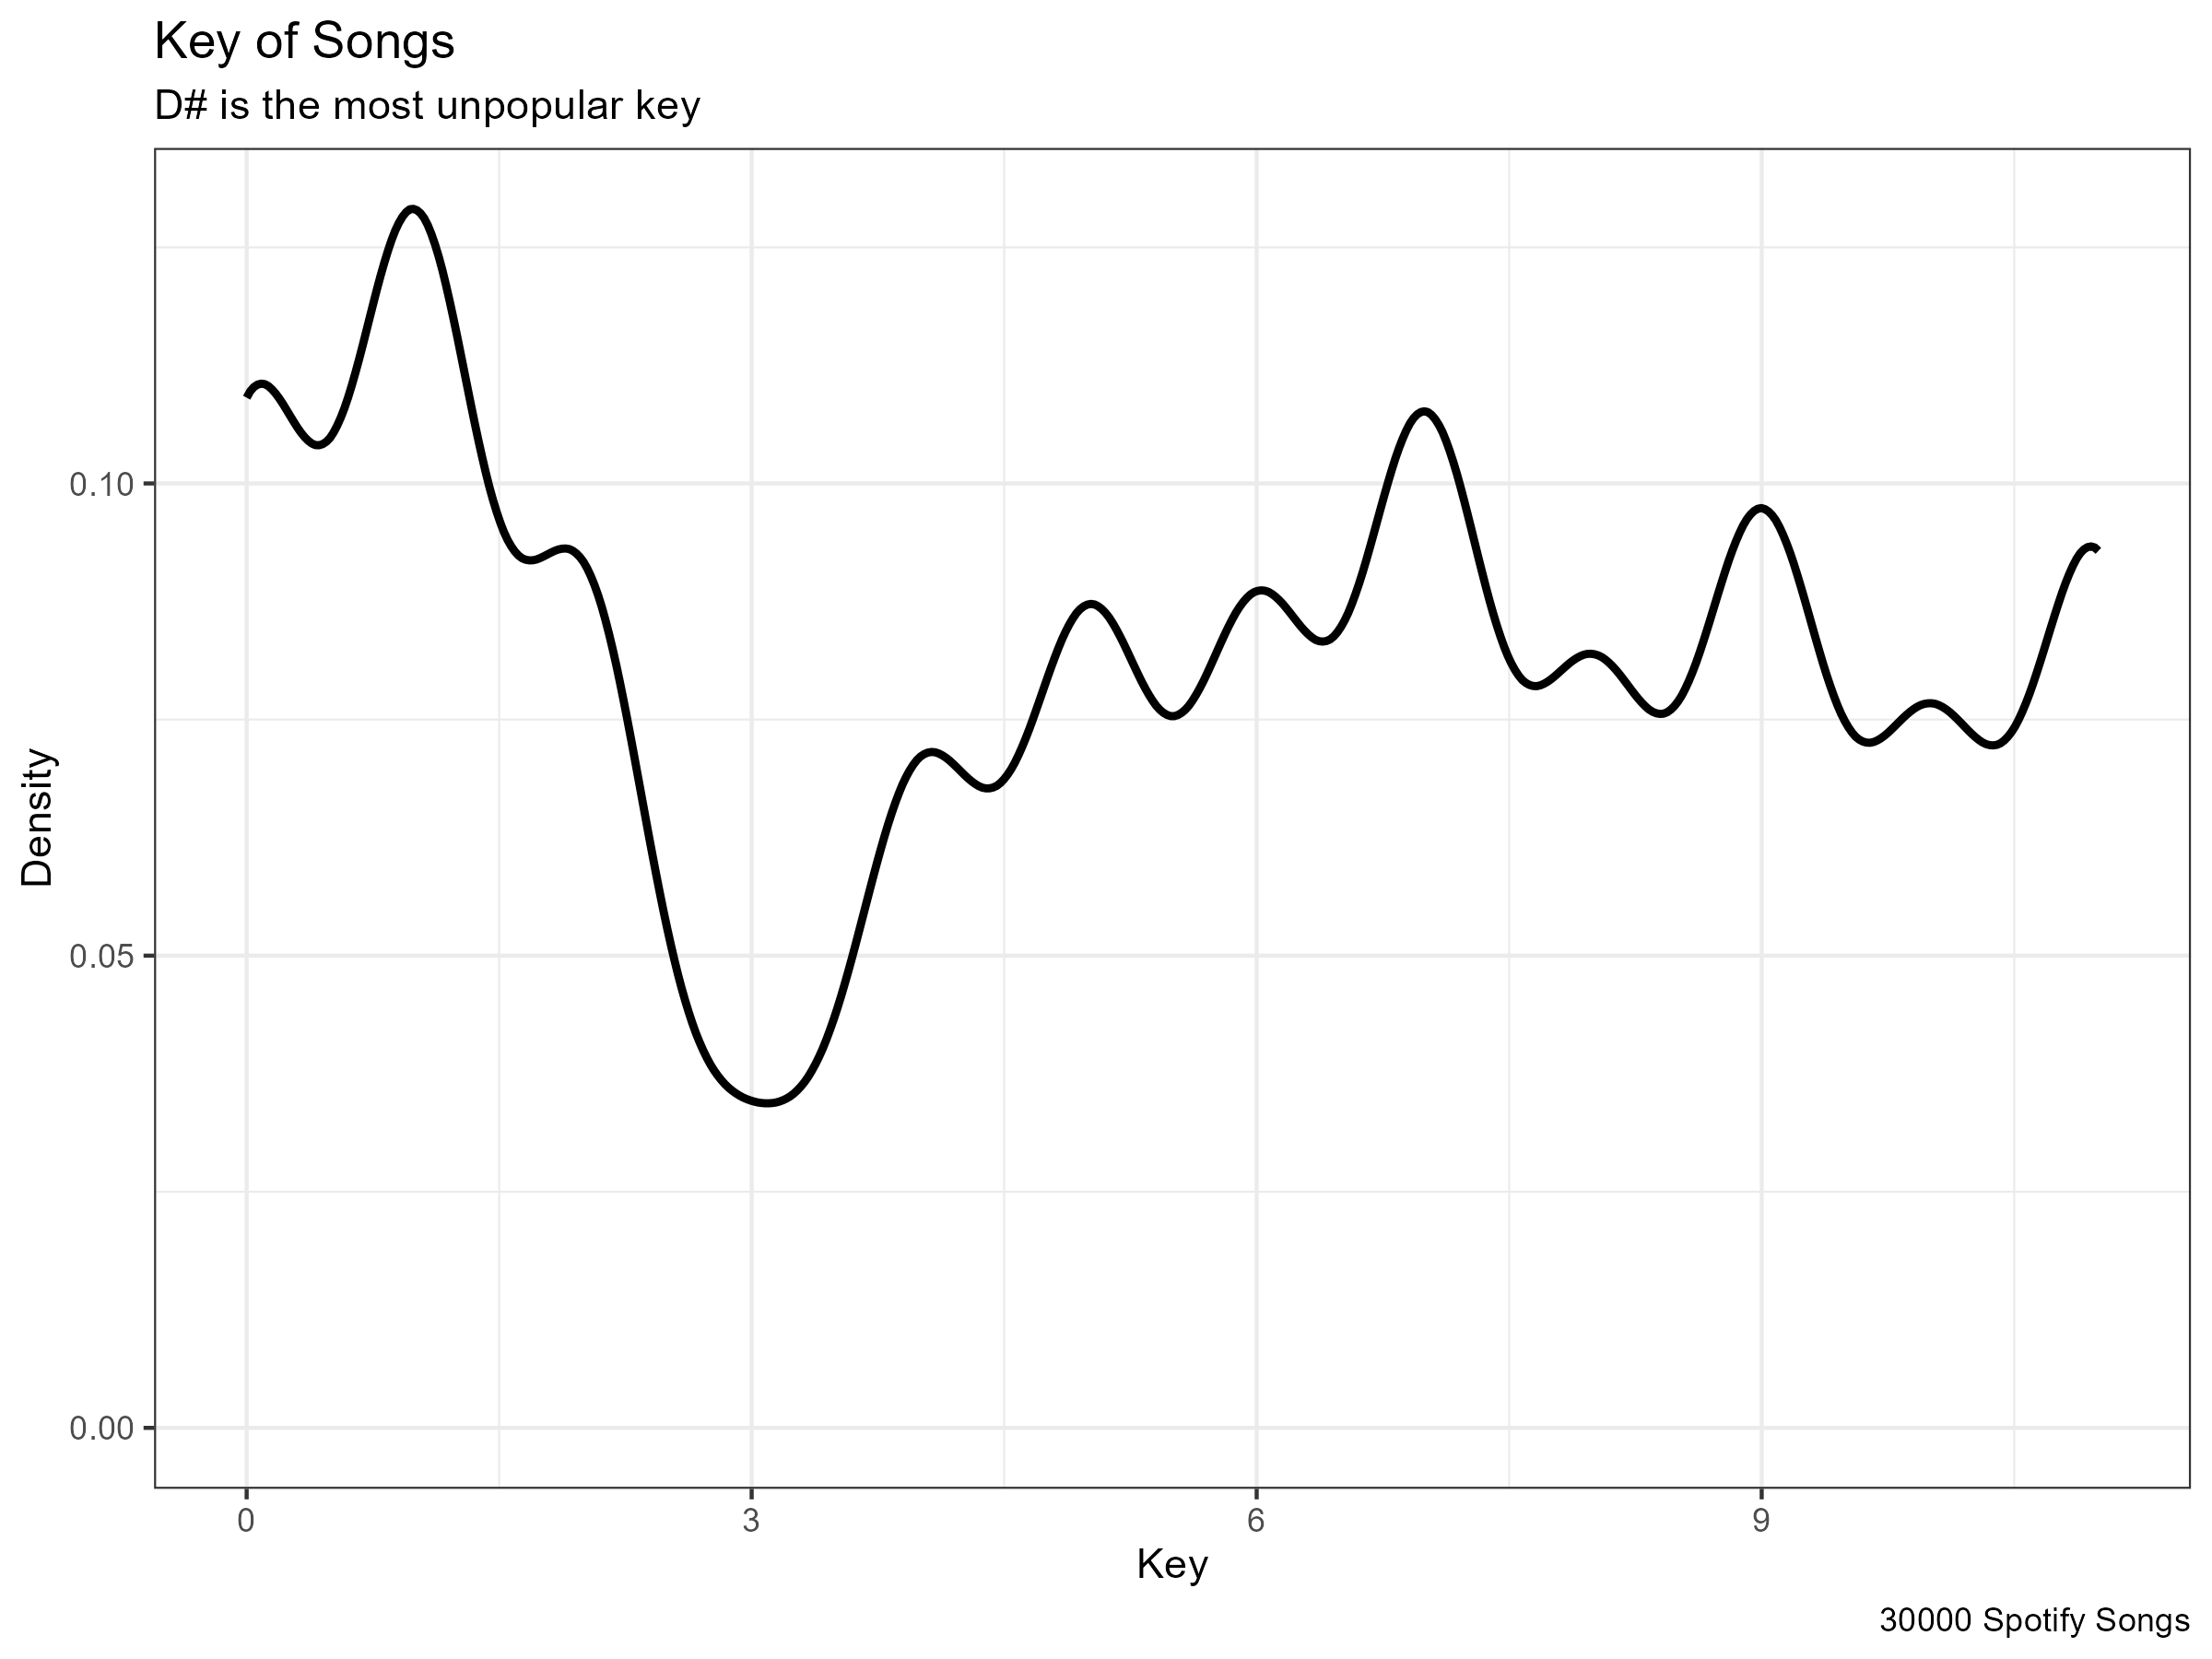 Key of Songs
D# is the most unpopular key
Density
0.10
0.05
0.00
0 3 6 9
Key
30000 Spotify Songs